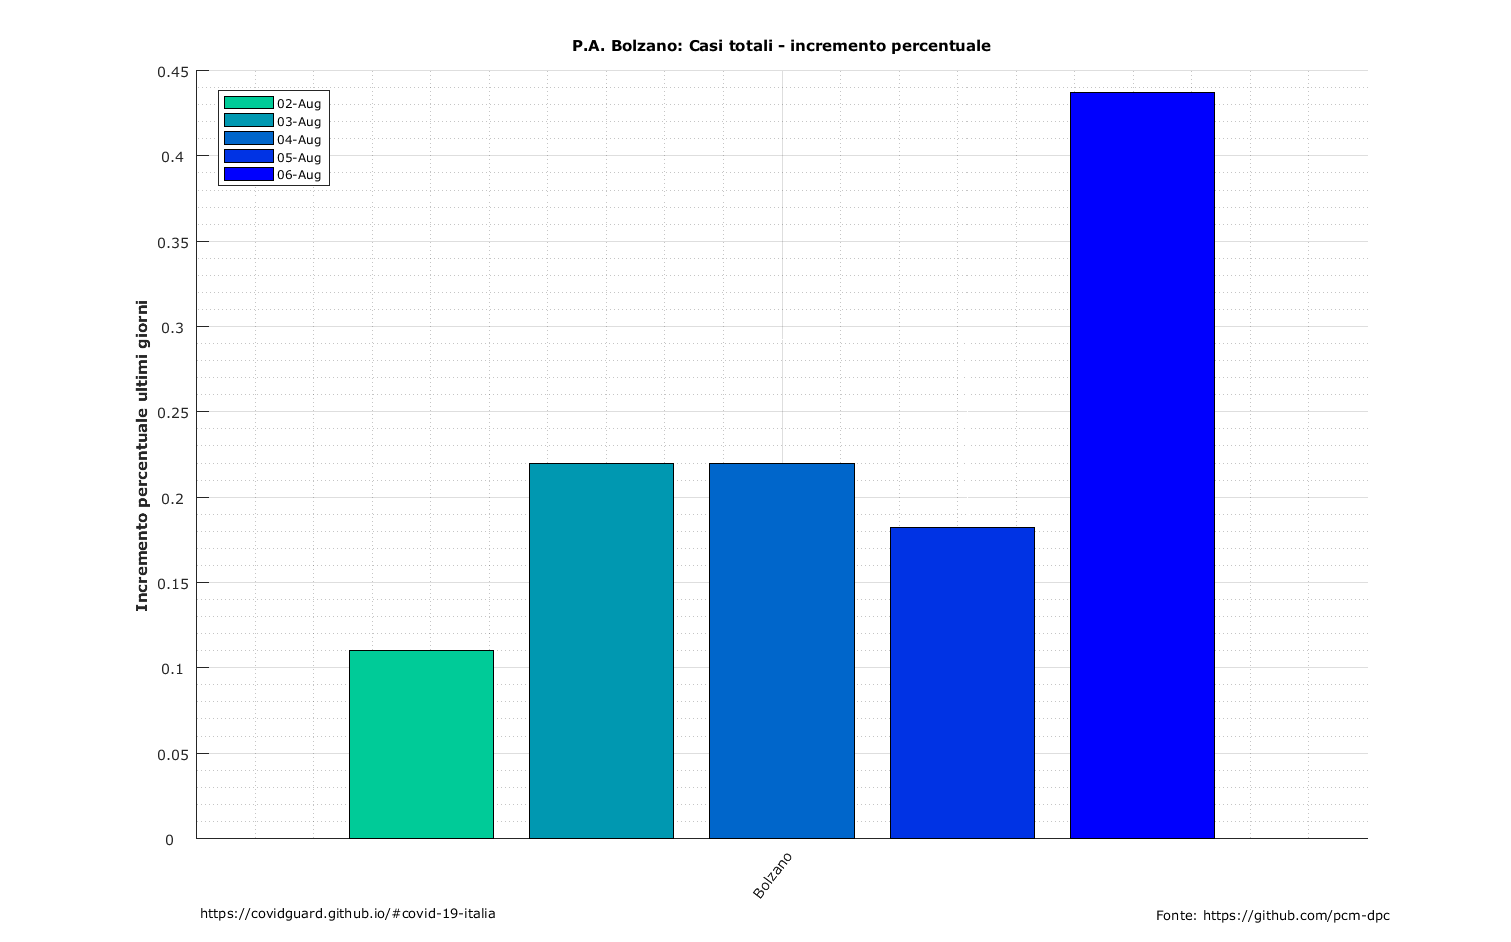 P.A. Bolzano: Casi totali - incremento percentuale
0.45
0.4
0.35
0.3
0.25
0.2
0.15
0.1
0.05
0
Incremento percentuale ultimi giorni
02-Aug
03-Aug
04-Aug
05-Aug
06-Aug
Bolzano
https://covidguard.github.io/#covid-19-italia
Fonte: https://github.com/pcm-dpc